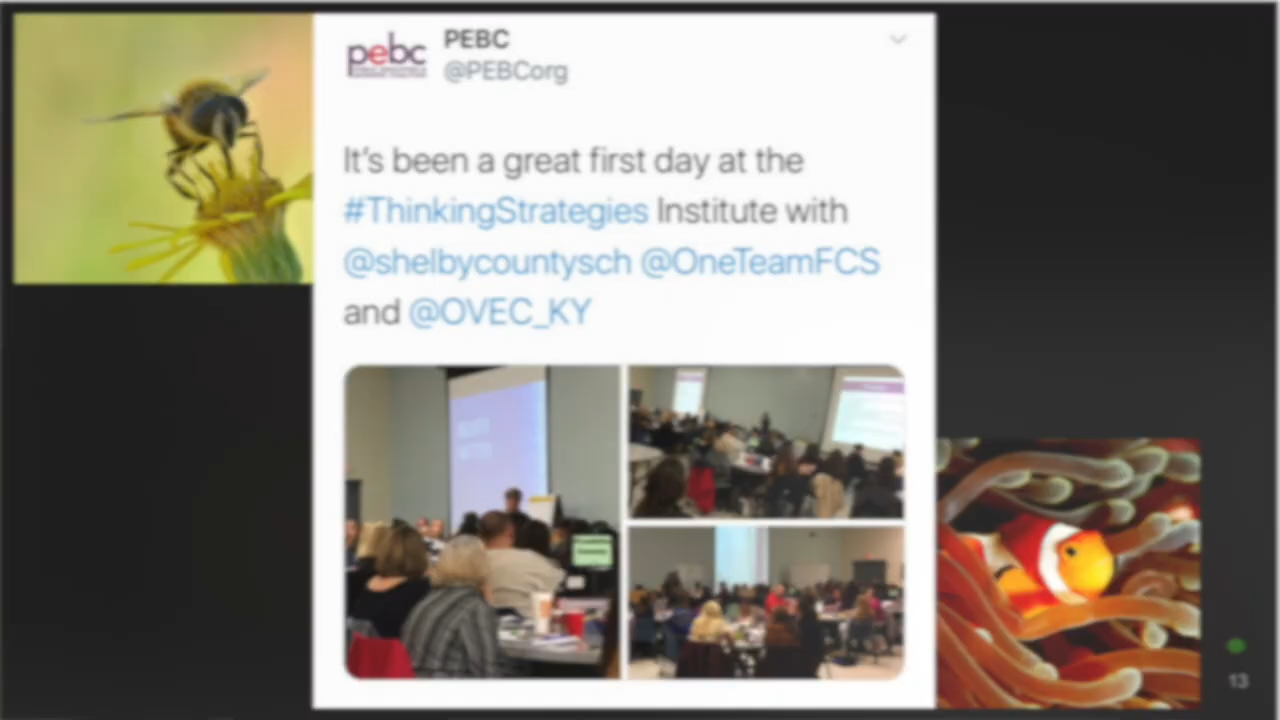 pebc
PEBC
@PEBCorg
It's been a great first day at the
#ThinkingStrategies Institute with
@shelbycountysch @OneTeamFCS
and @OVEC_KY
13